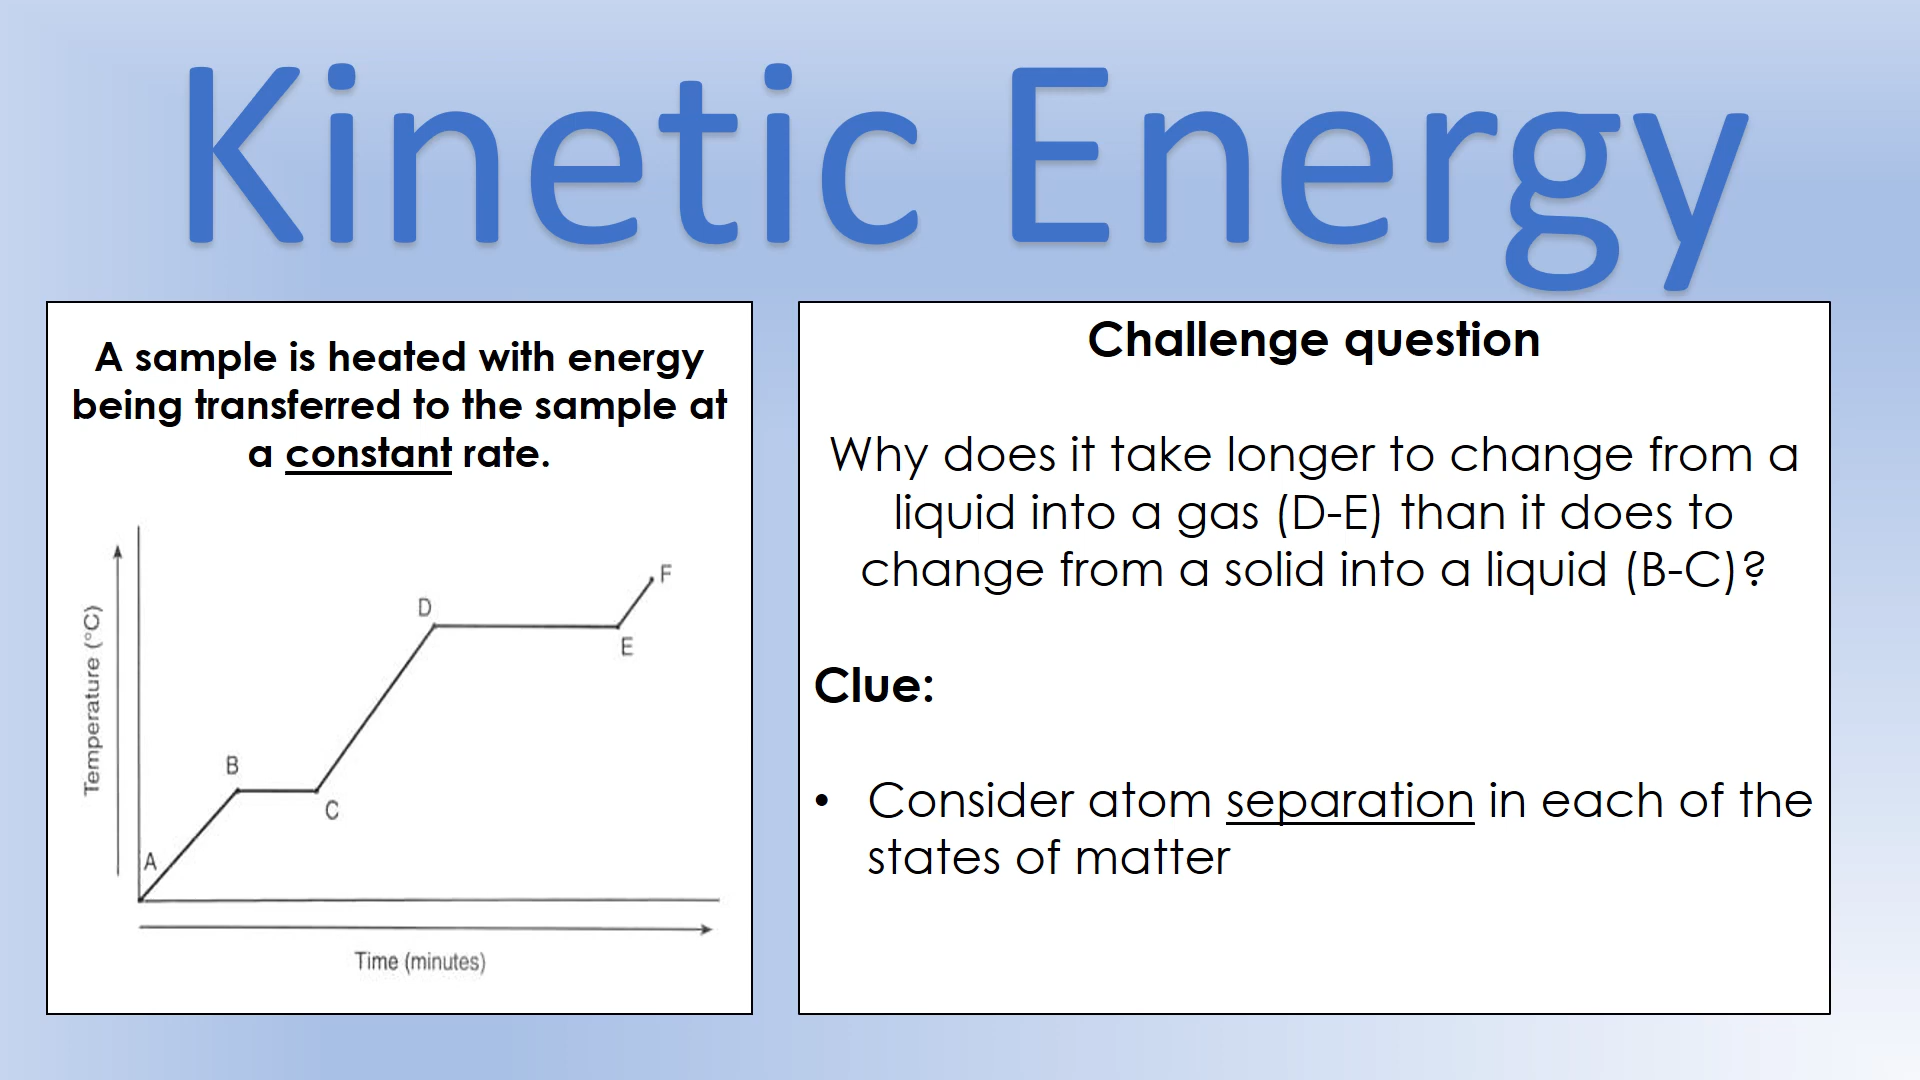 Kinetic Energy
A sample is heated with energy
being transferred to the sample at
a constant rate.
Temperature (°C)
A
B
C
D
E
F
Time (minutes)
Challenge question
Why does it take longer to change from a
liquid into a gas (D-E) than it does to
change from a solid into a liquid (B-C)?
Clue:
• Consider atom separation in each of the
states of matter